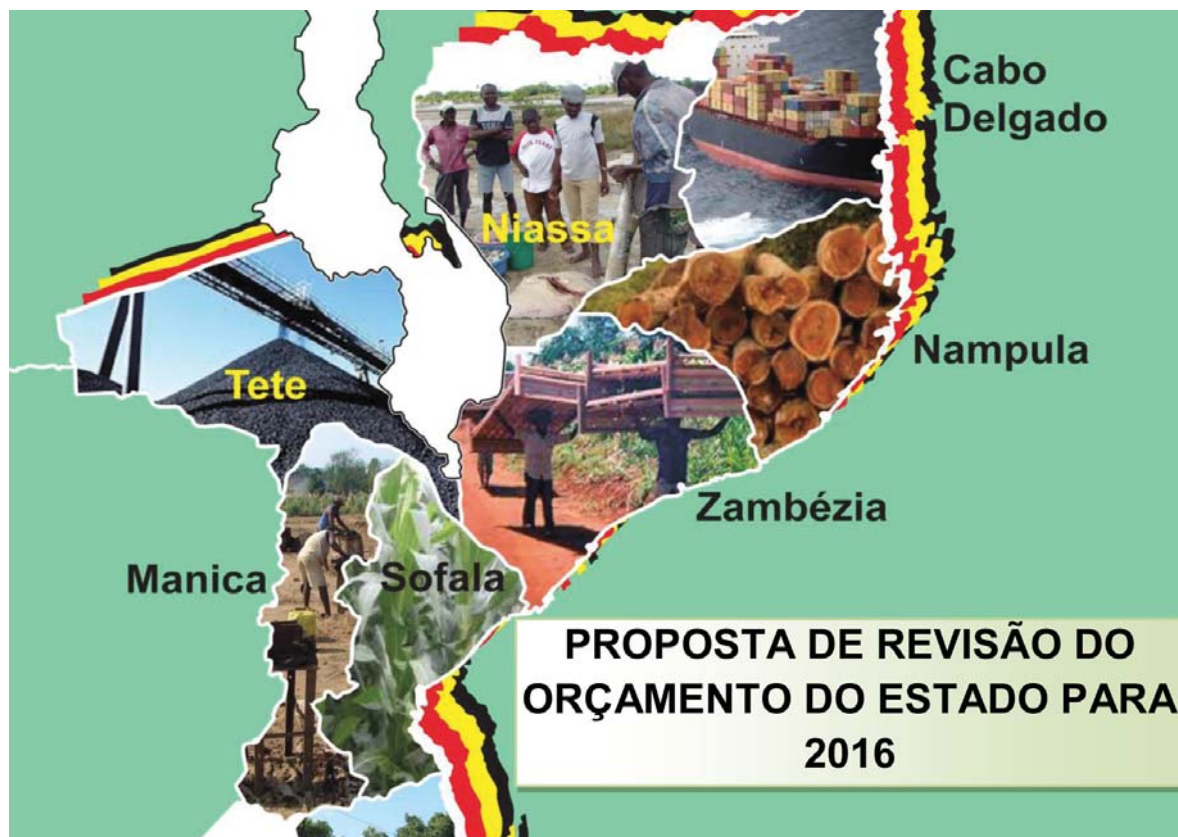 Cabo
Delgado
Niassa
Nampula
Tete
Zambézia
Manica
Sofala
PROPOSTA DE REVISÃO DO
ORÇAMENTO DO ESTADO PARA
2016